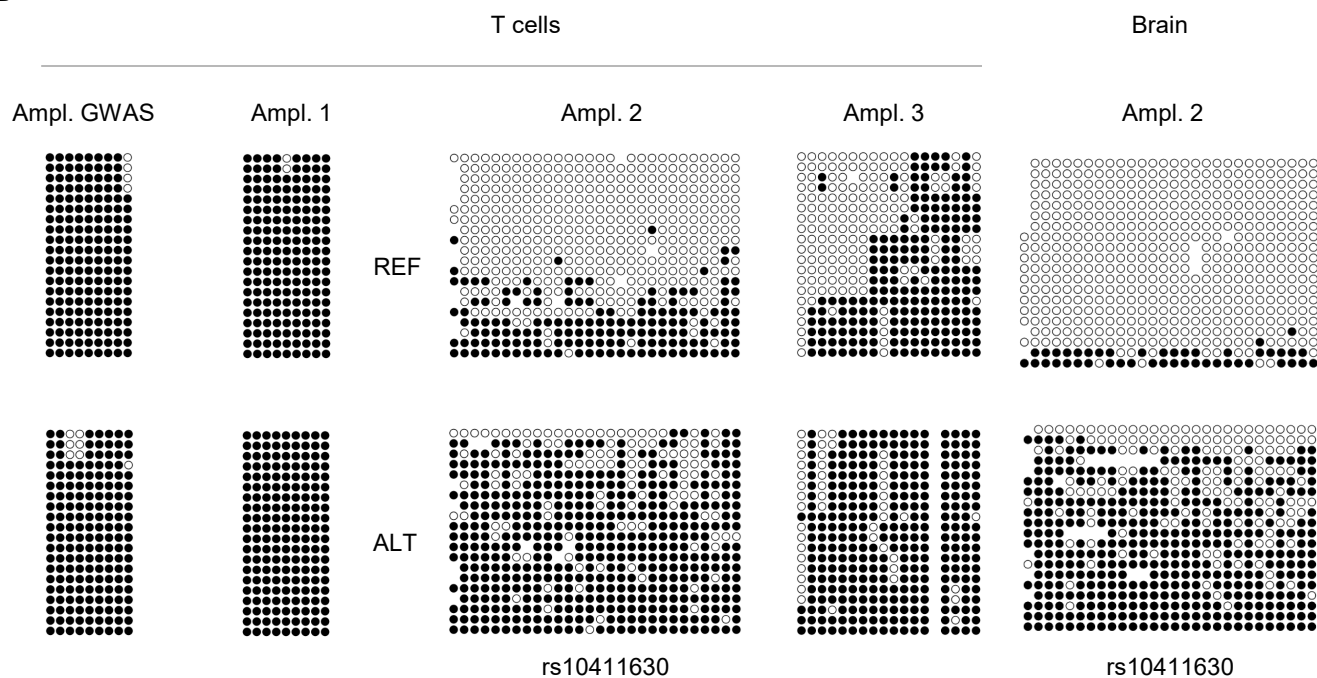 T cells Brain
Ampl. GWAS Ampl. 1 Ampl. 2 Ampl. 3 Ampl. 2
REF
ALT
rs10411630 rs10411630